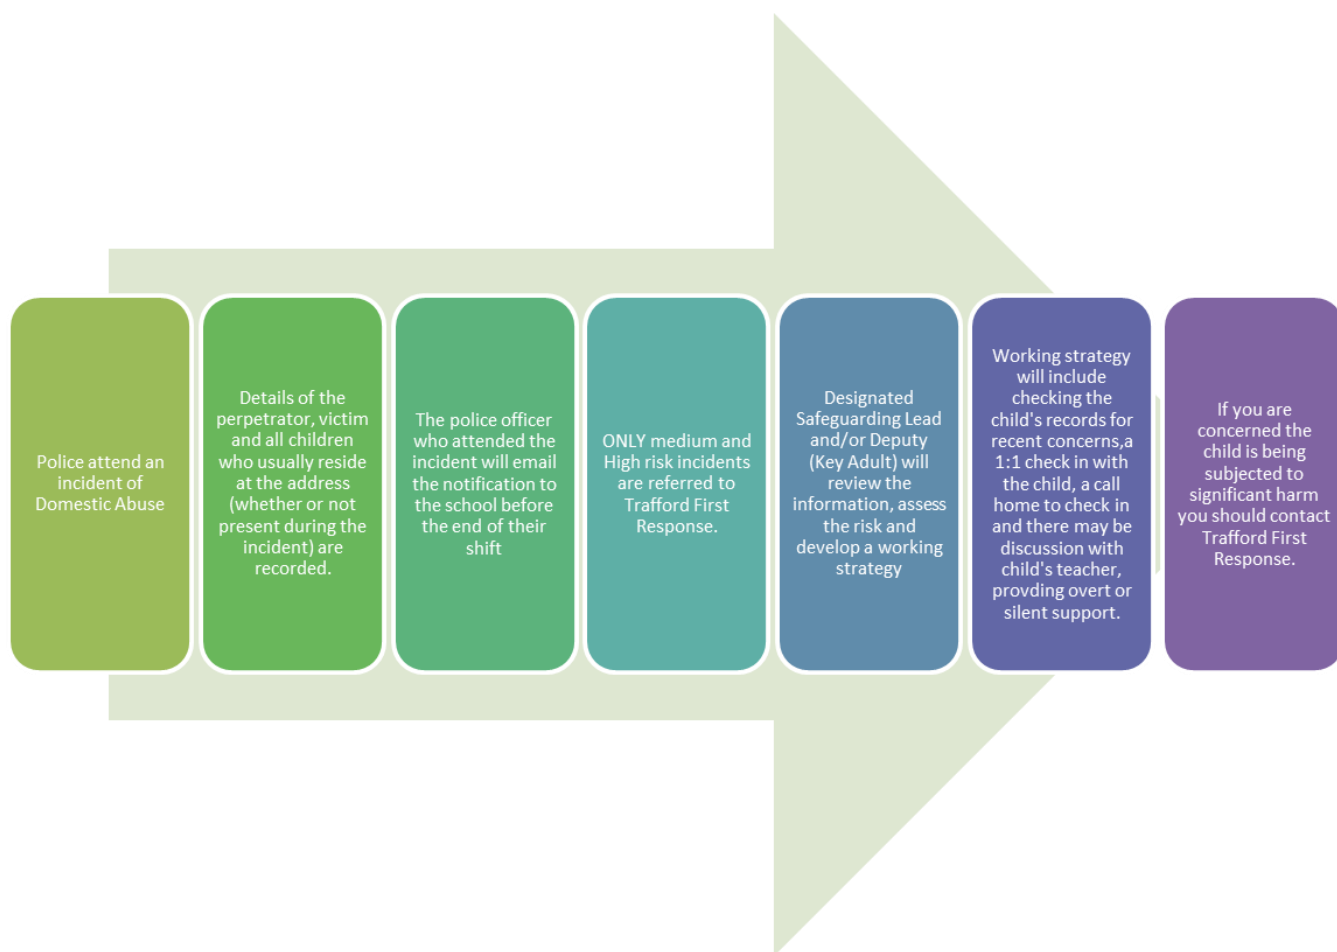 Police attend an
incident of
Domestic Abuse
Details of the
perpetrator, victim
and all children
who usually reside
at the address
(whether or not
present during the
incident) are
recorded.
The police officer
who attended the
incident will email
the notification to
the school before
the end of their
shift
ONLY medium and
High risk incidents
are referred to
Trafford First
Response.
Designated
Safeguarding Lead
and/or Deputy
(Key Adult) will
review the
information, assess
the risk and
develop a working
strategy
Working strategy
will include
checking the
child's records for
recent concerns,a
1:1 check in with
the child, a call
home to check in
and there may be
discussion with
child's teacher,
provding overt or
silent support.
If you are
concerned the
child is being
subjected to
significant harm
you should contact
Trafford First
Response.